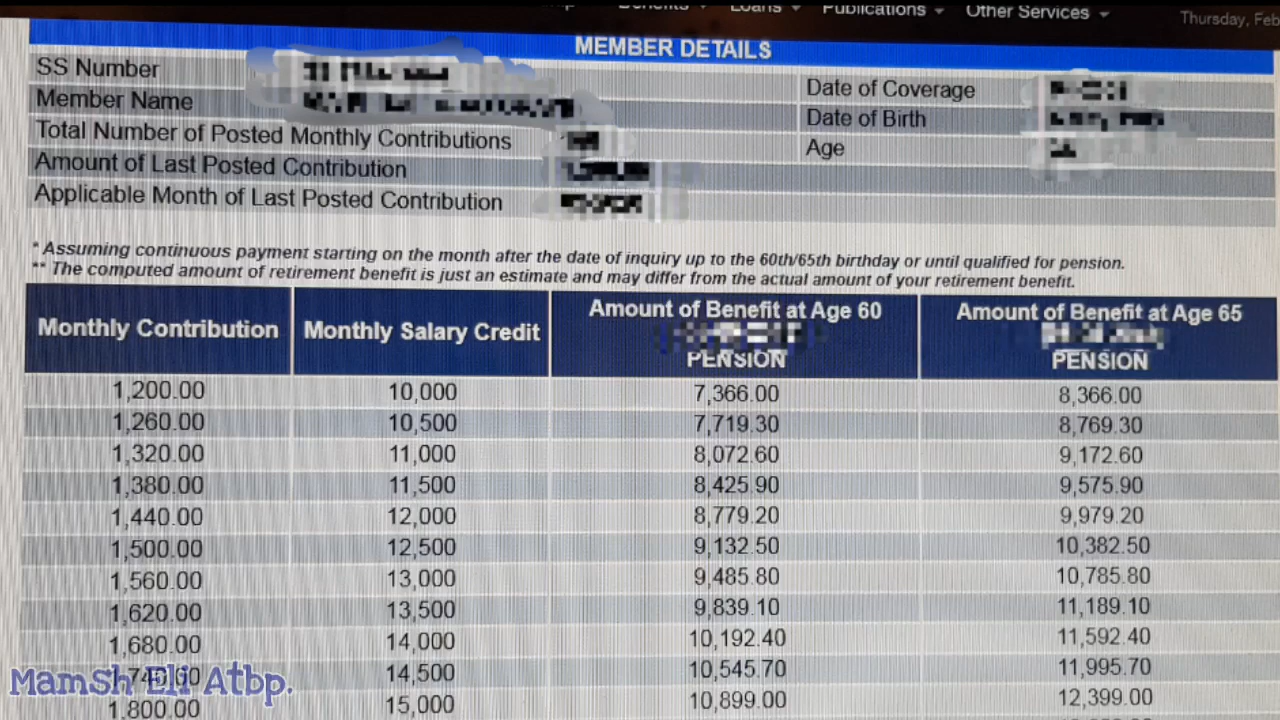 Benefits Loans Publications Other Services Thursday, Feb
MEMBER DETAILS
SS Number
Date of Coverage
Member Name
Date of Birth
Total Number of Posted Monthly Contributions
Age
Amount of Last Posted Contribution
Applicable Month of Last Posted Contribution
* Assuming continuous payment starting on the month after the date of inquiry up to the 60th/65th birthday or until qualified for pension.
** The computed amount of retirement benefit is just an estimate and may differ from the actual amount of your retirement benefit.
Monthly Contribution Monthly Salary Credit Amount of Benefit at Age 60 Amount of Benefit at Age 65
PENSION PENSION
1,200.00 10,000 7,366.00 8,366.00
1,260.00 10,500 7,719.30 8,769.30
1,320.00 11,000 8,072.60 9,172.60
1,380.00 11,500 8,425.90 9,575.90
1,440.00 12,000 8,779.20 9,979.20
1,500.00 12,500 9,132.50 10,382.50
1,560.00 13,000 9,485.80 10,785.80
1,620.00 13,500 9,839.10 11,189.10
1,680.00 14,000 10,192.40 11,592.40
1,740.00 14,500 10,545.70 11,995.70
Mamsh Eli Atbp.
1,800.00 15,000 10,899.00 12,399.00